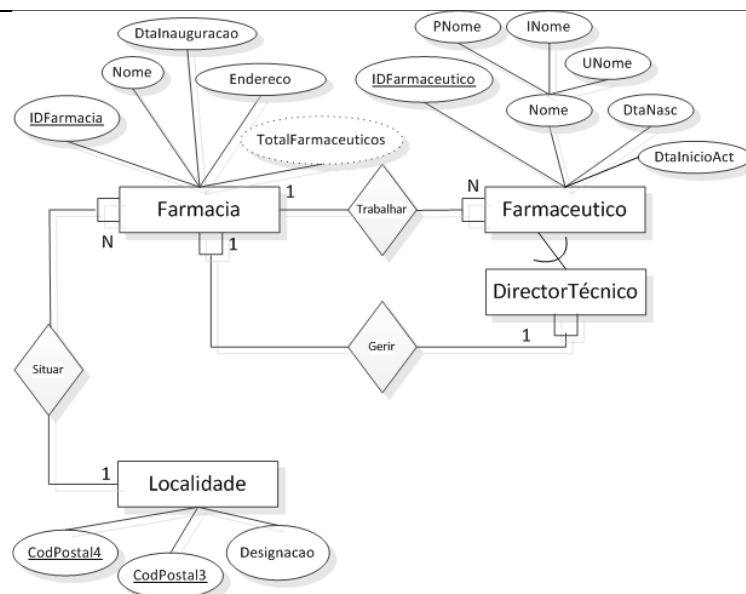 DtaInauguracao
PNome
INome
UNome
Nome
Endereco
IDFarmaceutico
IDFarmacia
TotalFarmaceuticos
Nome
DtaNasc
DtaInicioAct
Farmacia
1
Trabalhar
N
Farmaceutico
N
1
DirectorTécnico
Gerir
1
Situar
1
Localidade
CodPostal4
CodPostal3
Designacao